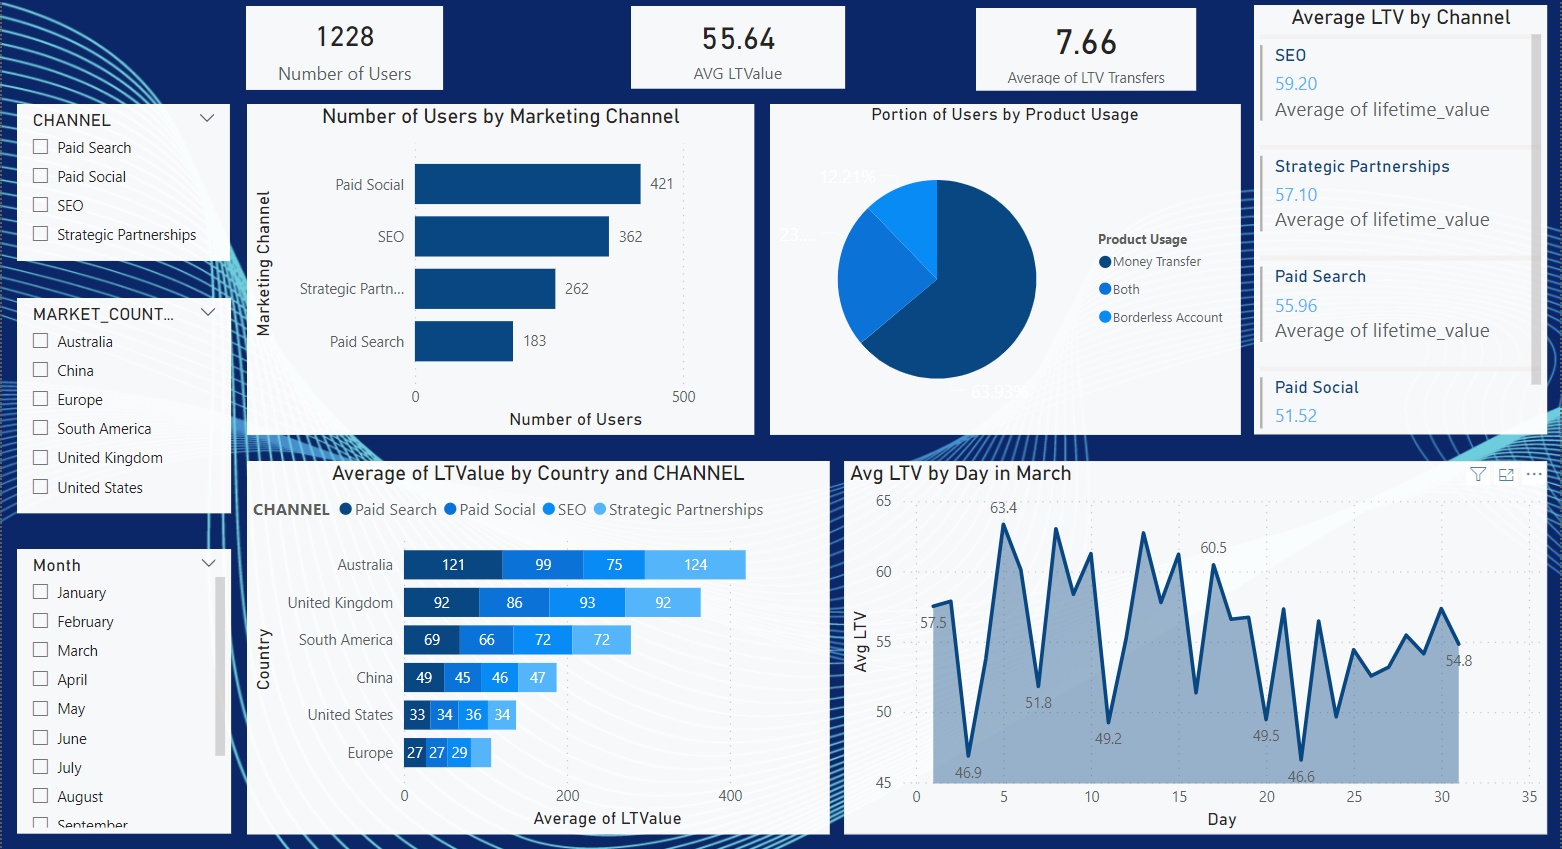 1228
Number of Users
55.64
AVG LTValue
7.66
Average of LTV Transfers
Average LTV by Channel
SEO
59.20
Average of lifetime_value
Strategic Partnerships
57.10
Average of lifetime_value
Paid Search
55.96
Average of lifetime_value
Paid Social
51.52
CHANNEL
Paid Search
Paid Social
SEO
Strategic Partnerships
MARKET_COUNT...
Australia
China
Europe
South America
United Kingdom
United States
Month
January
February
March
April
May
June
July
August
September
Number of Users by Marketing Channel
Marketing Channel
Paid Social 421
SEO 362
Strategic Partn... 262
Paid Search 183
0 500
Number of Users
Portion of Users by Product Usage
12.21%
23...
63.93%
Product Usage
Money Transfer
Both
Borderless Account
Average of LTValue by Country and CHANNEL
CHANNEL Paid Search Paid Social SEO Strategic Partnerships
Country
Australia 121 99 75 124
United Kingdom 92 86 93 92
South America 69 66 72 72
China 49 45 46 47
United States 33 34 36 34
Europe 27 27 29
0 200 400
Average of LTValue
Avg LTV by Day in March
Avg LTV
65
60
55
50
45
57.5
46.9
63.4
51.8
49.2
60.5
49.5
46.6
54.8
0 5 10 15 20 25 30 35
Day